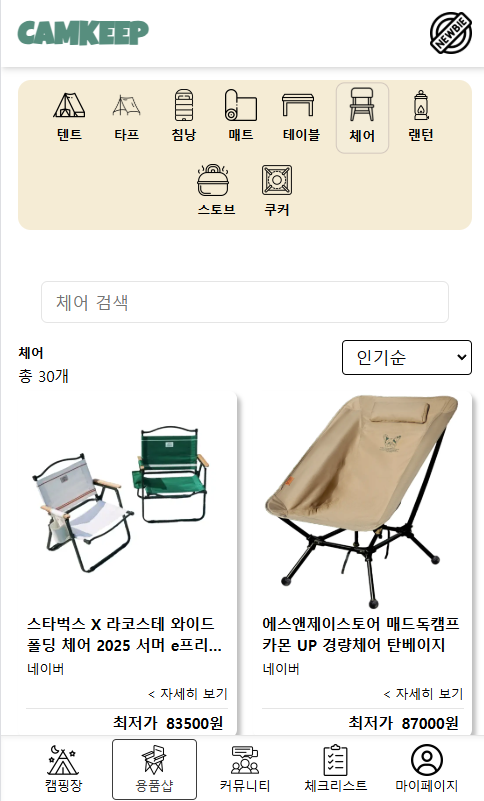 CAMKEEP
NEWBIE
텐트 타프 침낭 매트 테이블 체어 랜턴
스토브 쿠커
체어 검색
체어
총 30개
인기순
스타벅스 X 라코스테 와이드
폴딩 체어 2025 서머 e프리...
네이버
< 자세히 보기
최저가 83500원
에스앤제이스토어 매드독캠프
카몬 UP 경량체어 탄베이지
네이버
< 자세히 보기
최저가 87000원
캠핑장 용품샵 커뮤니티 체크리스트 마이페이지